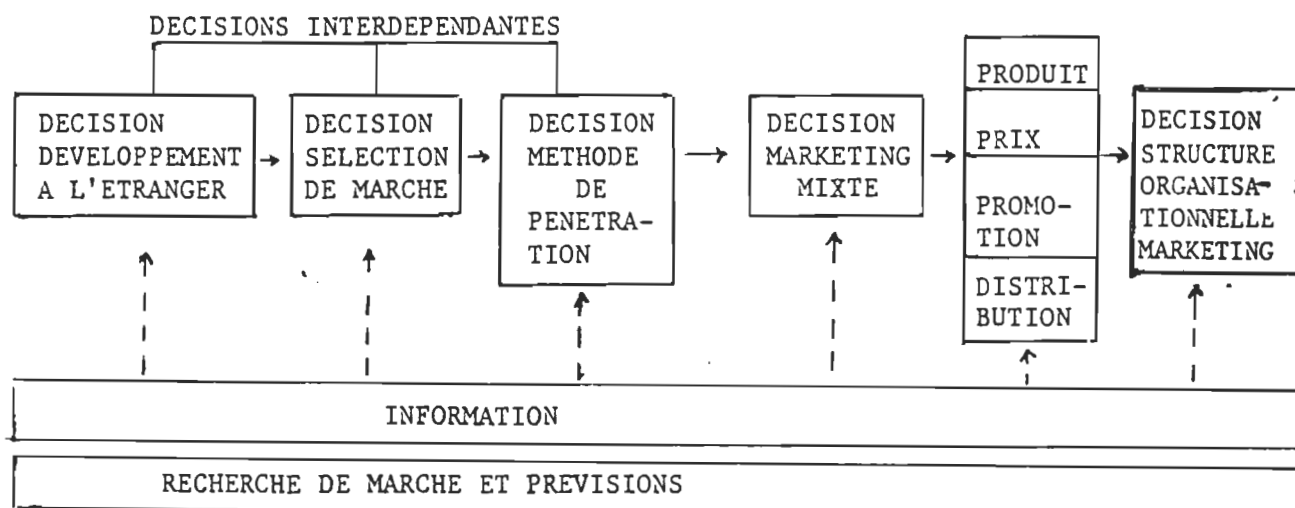 DECISIONS INTERDEPENDANTES
DECISION
DEVELOPPEMENT
A L'ETRANGER
DECISION
SELECTION
DE MARCHE
DECISION
METHODE
DE
PENETRA-
TION
DECISION
MARKETING
MIXTE
PRODUIT
PRIX
PROMO-
TION
DISTRI-
BUTION
DECISION
STRUCTURE
ORGANISA-
TIONNELLE
MARKETING
INFORMATION
RECHERCHE DE MARCHE ET PREVISIONS